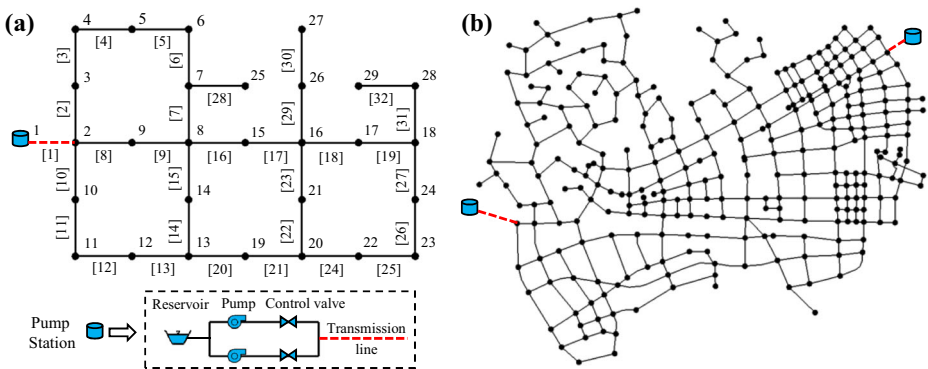 (a)
(b)
4 5 6 27
[4] [5]
[3] [6] [30]
3 7 25 26 29 28
[28] [32]
[2] [7] [29] [31]
1 2 9 8 15 16 17 18
[1] [8] [9] [16] [17] [18] [19]
[10] [15] [23] [27]
10 14 21 24
[11] [14] [22] [26]
11 12 13 19 20 22 23
[12] [13] [20] [21] [24] [25]
Reservoir Pump Control valve
Pump
Station
Transmission
line